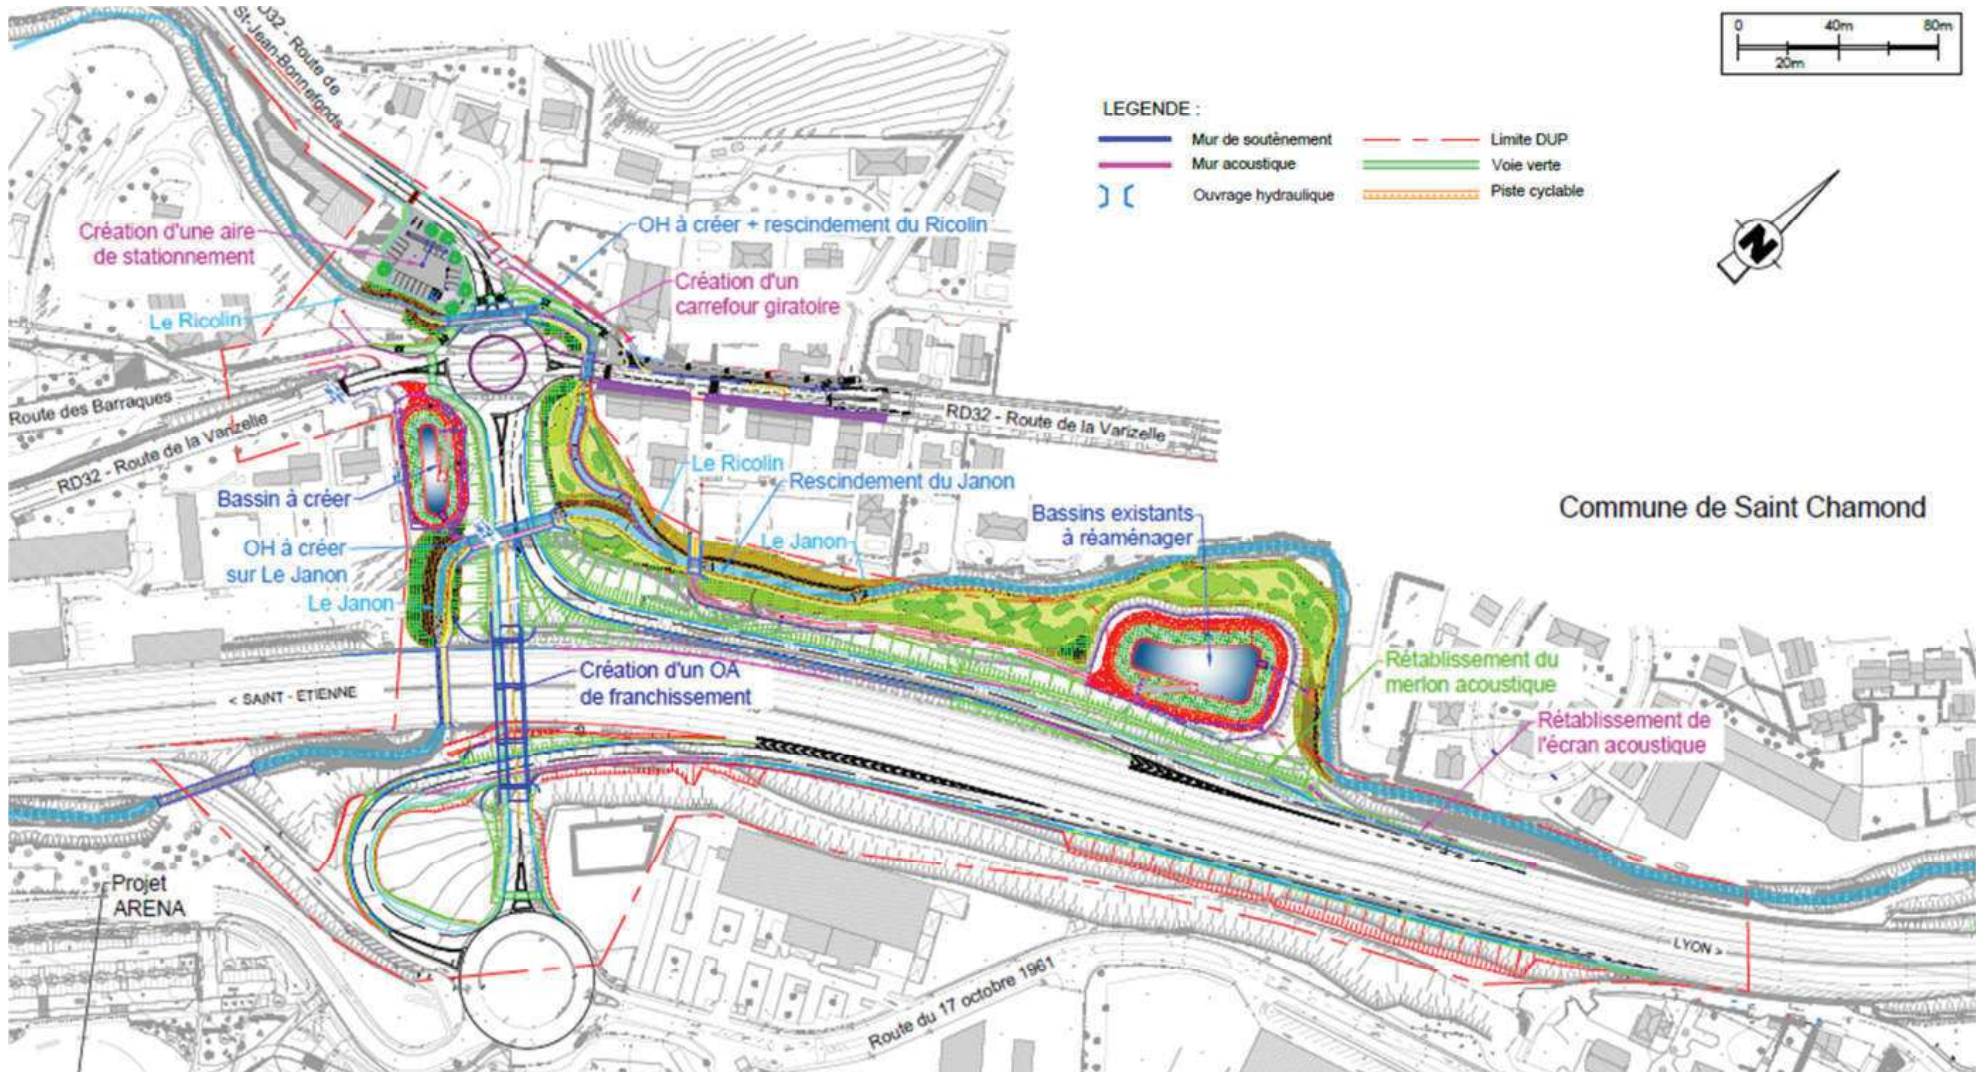 RD32 - Route de
St-Jean-Bonnefonds
0 40m 80m
20m
LEGENDE :
Mur de soutènement
Limite DUP
Mur acoustique
Voie verte
Ouvrage hydraulique
Piste cyclable
N
Création d'une aire
de stationnement
OH à créer + rescindement du Ricolin
Création d'un
carrefour giratoire
Le Ricolin
Route des Barraques
RD32 - Route de la Varizelle
RD32 - Route de la Varizelle
Le Ricolin
Rescindement du Janon
Bassin à créer
Bassins existants
à réaménager
Commune de Saint Chamond
OH à créer
sur Le Janon
Le Janon
Le Janon
Création d'un OA
de franchissement
< SAINT - ETIENNE
Rétablissement du
merlon acoustique
Rétablissement de
l'écran acoustique
Projet
ARENA
LYON >
Route du 17 octobre 1961